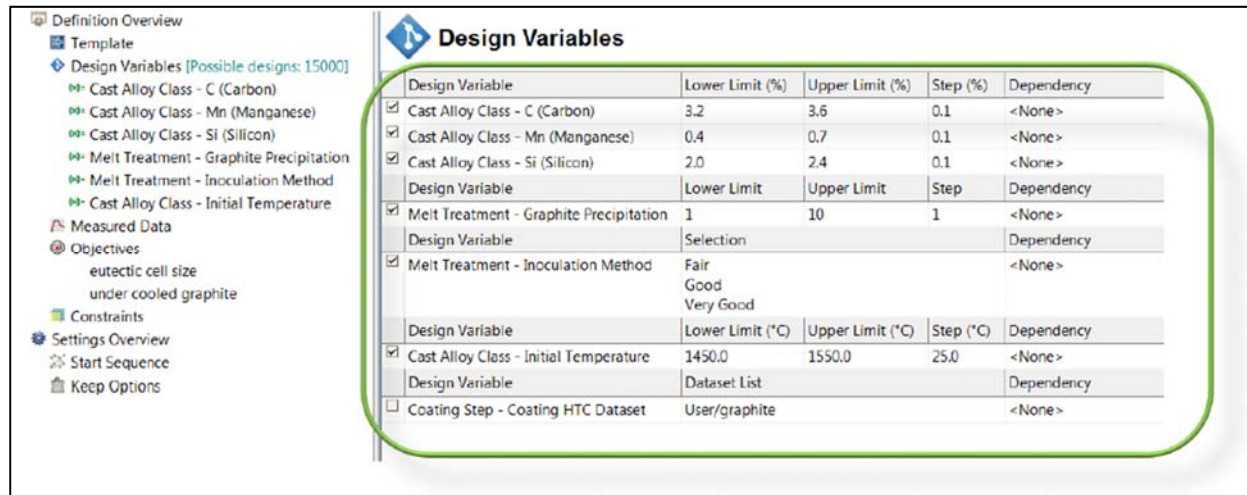 Definition Overview
Template
Design Variables [Possible designs: 15000]
Cast Alloy Class - C (Carbon)
Cast Alloy Class - Mn (Manganese)
Cast Alloy Class - Si (Silicon)
Melt Treatment - Graphite Precipitation
Melt Treatment - Inoculation Method
Cast Alloy Class - Initial Temperature
Measured Data
Objectives
eutectic cell size
under cooled graphite
Constraints
Settings Overview
Start Sequence
Keep Options
Design Variables
Design Variable Lower Limit (%) Upper Limit (%) Step (%) Dependency
Cast Alloy Class - C (Carbon) 3.2 3.6 0.1 <None>
Cast Alloy Class - Mn (Manganese) 0.4 0.7 0.1 <None>
Cast Alloy Class - Si (Silicon) 2.0 2.4 0.1 <None>
Design Variable Lower Limit Upper Limit Step Dependency
Melt Treatment - Graphite Precipitation 1 10 1 <None>
Design Variable Selection Dependency
Melt Treatment - Inoculation Method Fair <None>
Good
Very Good
Design Variable Lower Limit (°C) Upper Limit (°C) Step (°C) Dependency
Cast Alloy Class - Initial Temperature 1450.0 1550.0 25.0 <None>
Design Variable Dataset List Dependency
Coating Step - Coating HTC Dataset User/graphite <None>